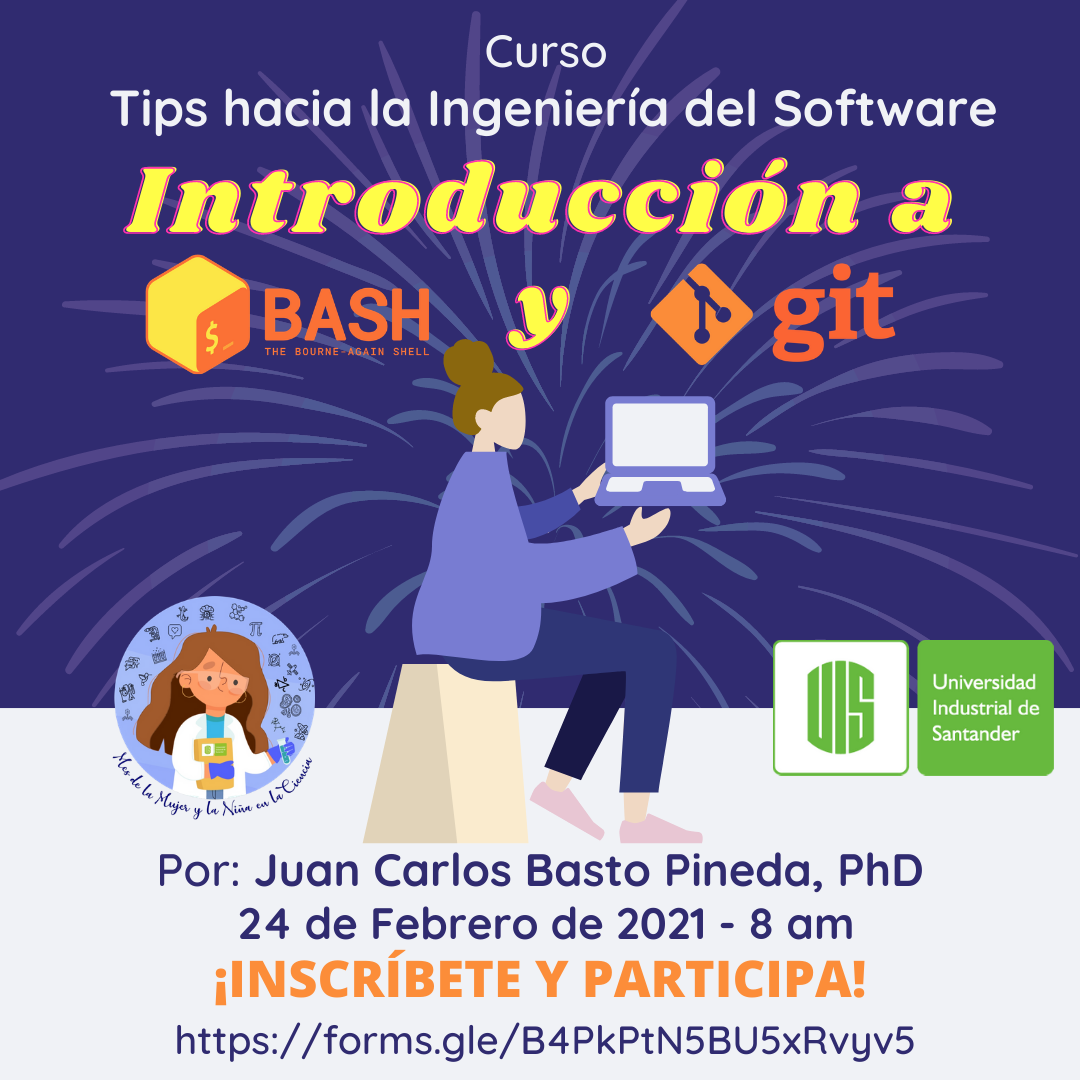 Curso
Tips hacia la Ingeniería del Software
Introducción a
BASH
THE BOURNE-AGAIN SHELL
y
git
Mes de la Mujer y la Niña en la Ciencia
UIS
Universidad
Industrial de
Santander
Por: Juan Carlos Basto Pineda, PhD
24 de Febrero de 2021 - 8 am
¡INSCRÍBETE Y PARTICIPA!
https://forms.gle/B4PkPtN5BU5xRvyv5